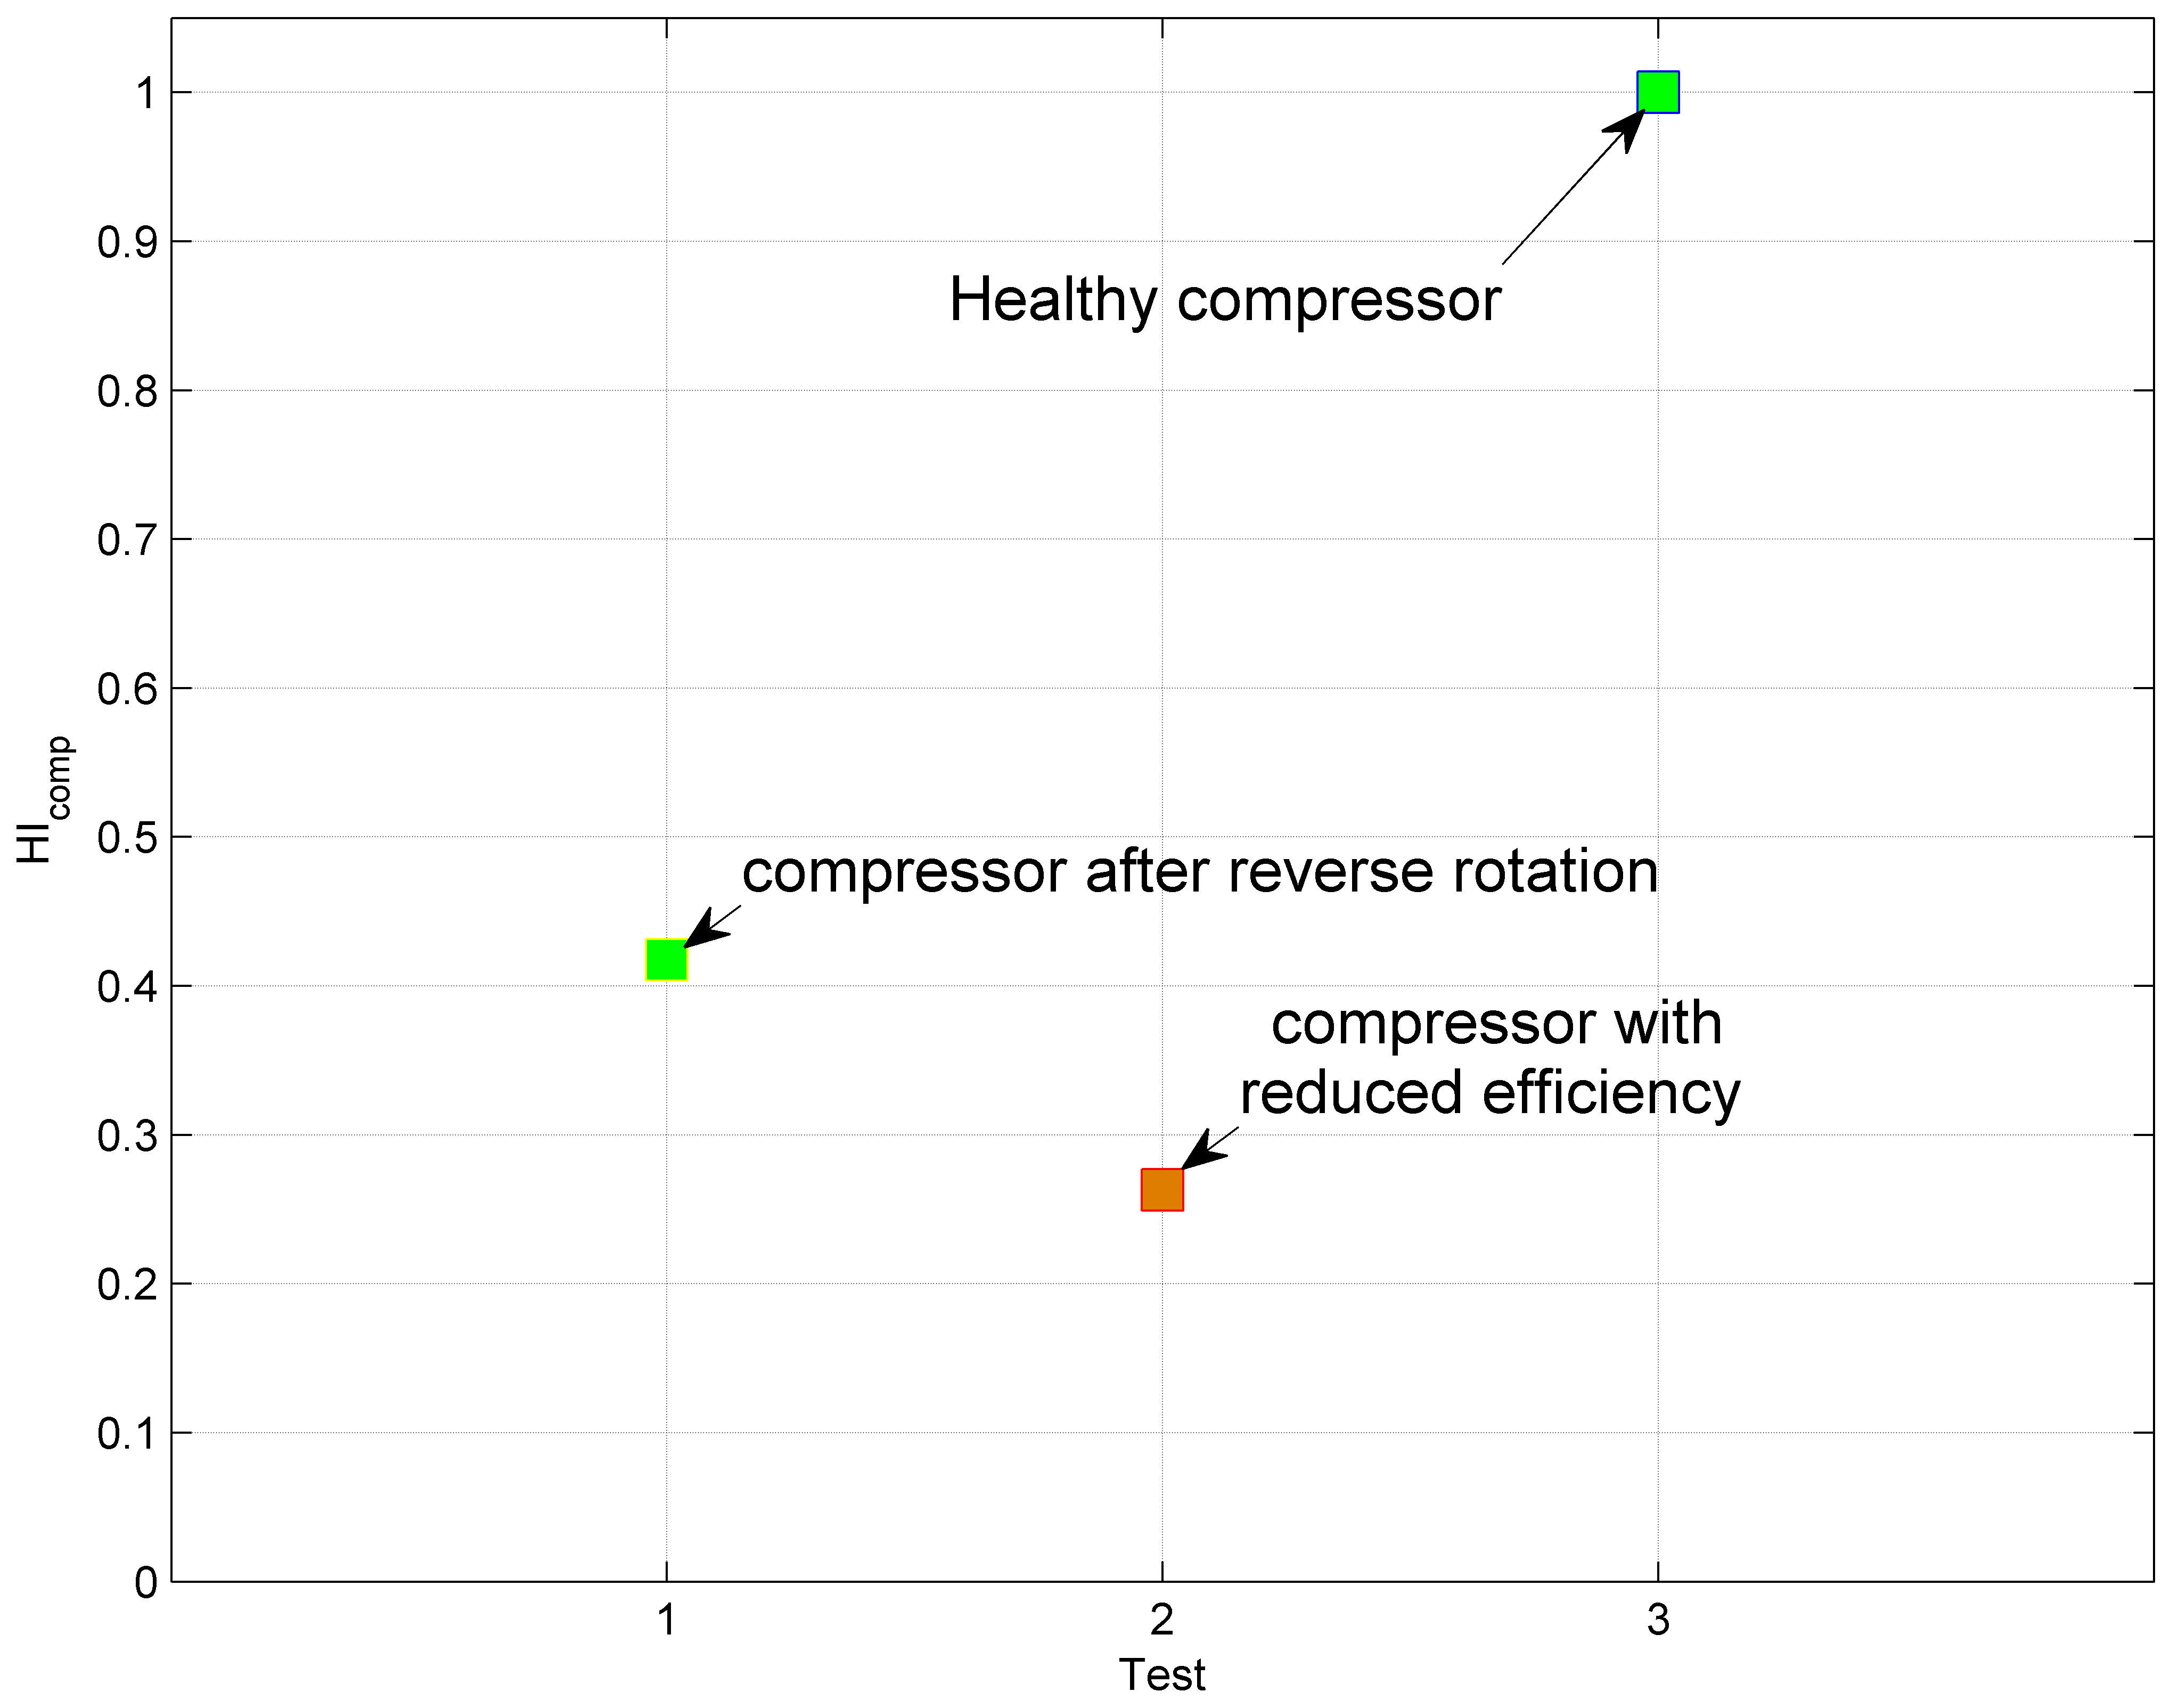 1
0.9
Healthy compressor
0.8
0.7
0.6
HIcomp
0.5
compressor after reverse rotation
0.4
compressor with
reduced efficiency
0.3
0.2
0.1
0
1 2 3
Test